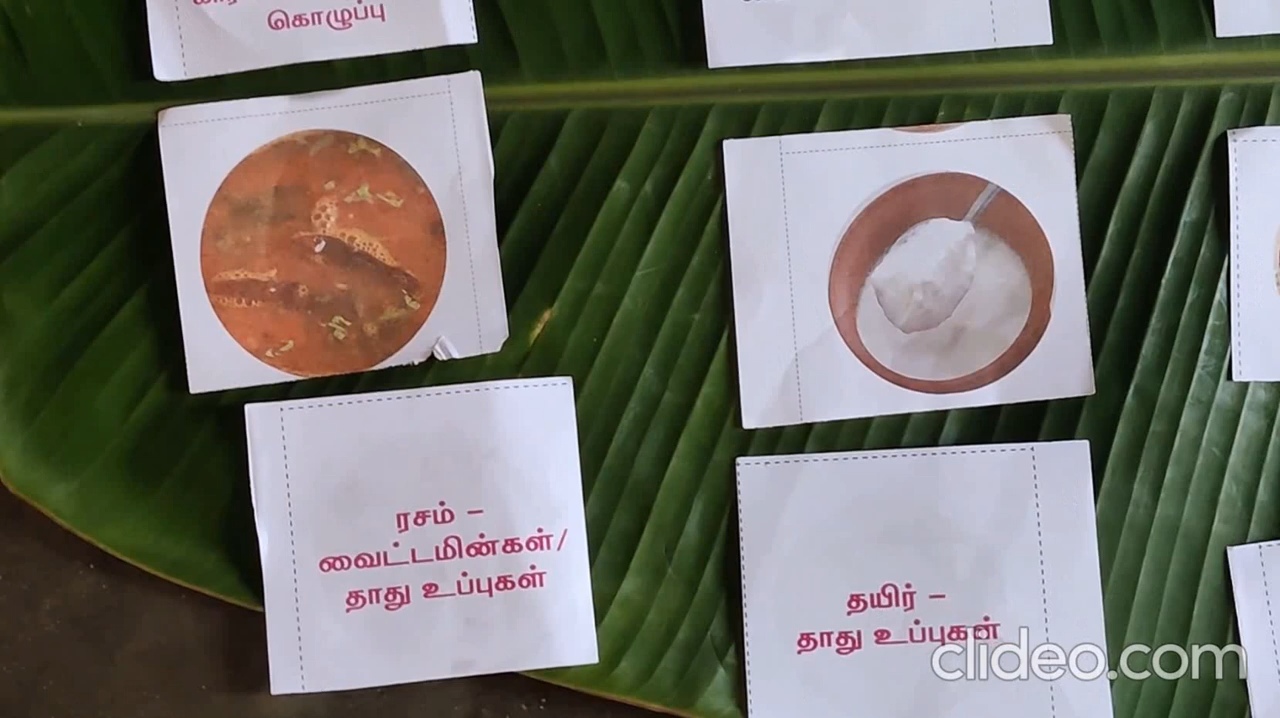 கொழுப்பு
ரசம் –
வைட்டமின்கள்/
தாது உப்புகள்
தயிர் –
தாது உப்புகள்
clideo.com